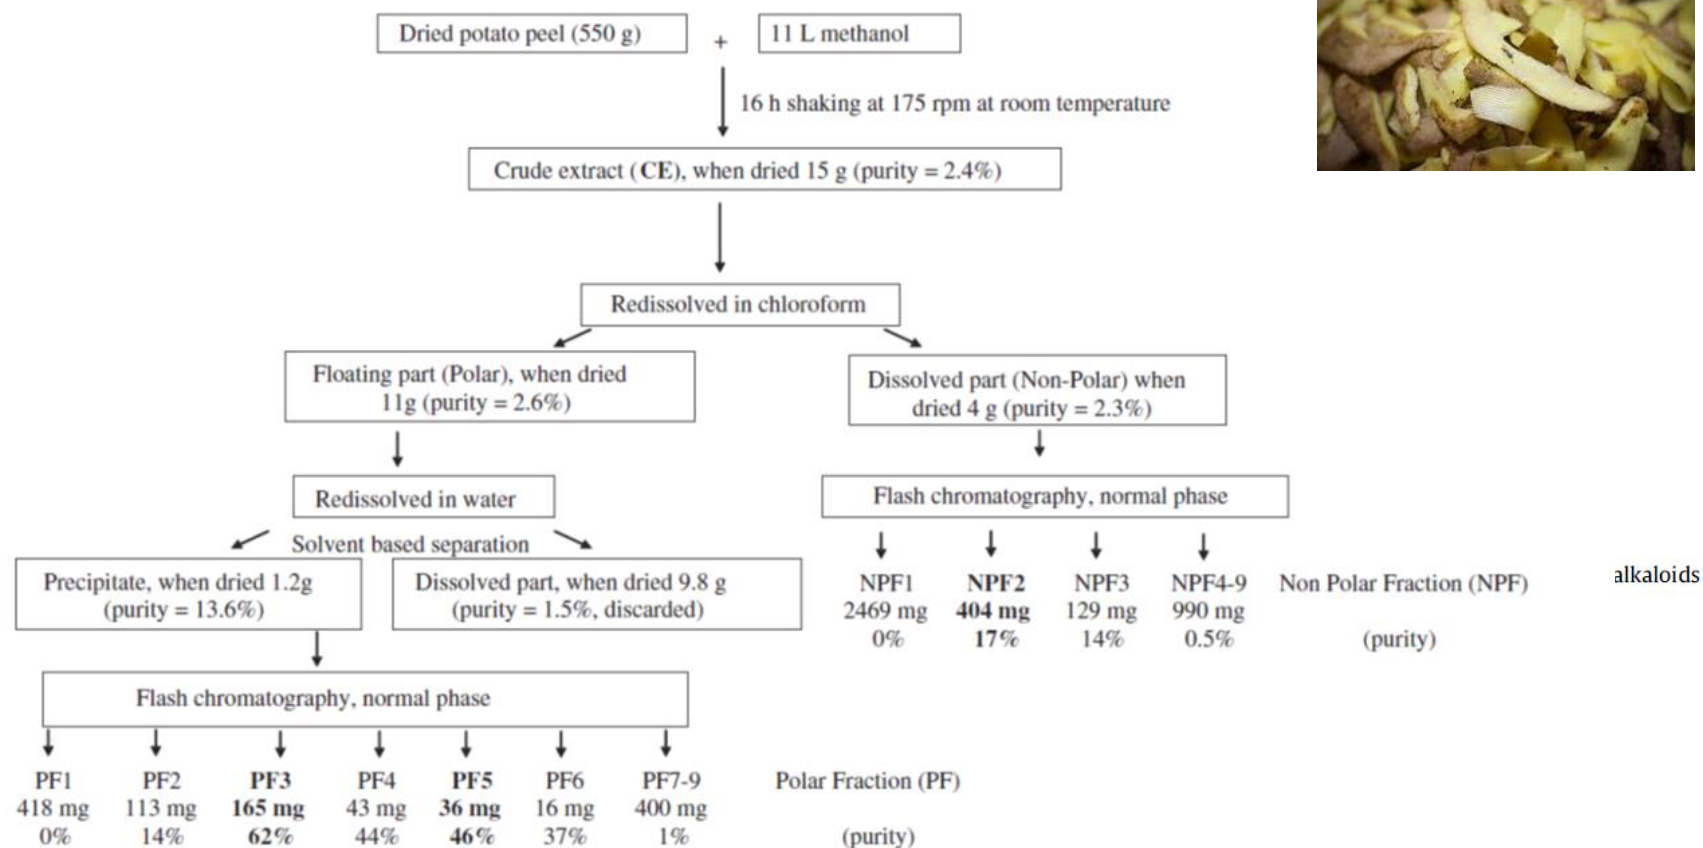 Dried potato peel (550 g)
+
11 L methanol
16 h shaking at 175 rpm at room temperature
Crude extract (CE), when dried 15 g (purity = 2.4%)
Redissolved in chloroform
Floating part (Polar), when dried
11g (purity = 2.6%)
Dissolved part (Non-Polar) when
dried 4 g (purity = 2.3%)
Redissolved in water
Flash chromatography, normal phase
Solvent based separation
Precipitate, when dried 1.2g
(purity = 13.6%)
Dissolved part, when dried 9.8 g
(purity = 1.5%, discarded)
NPF1 NPF2 NPF3 NPF4-9 Non Polar Fraction (NPF)
2469 mg 404 mg 129 mg 990 mg
0% 17% 14% 0.5% (purity)
alkaloids
Flash chromatography, normal phase
PF1 PF2 PF3 PF4 PF5 PF6 PF7-9 Polar Fraction (PF)
418 mg 113 mg 165 mg 43 mg 36 mg 16 mg 400 mg
0% 14% 62% 44% 46% 37% 1% (purity)